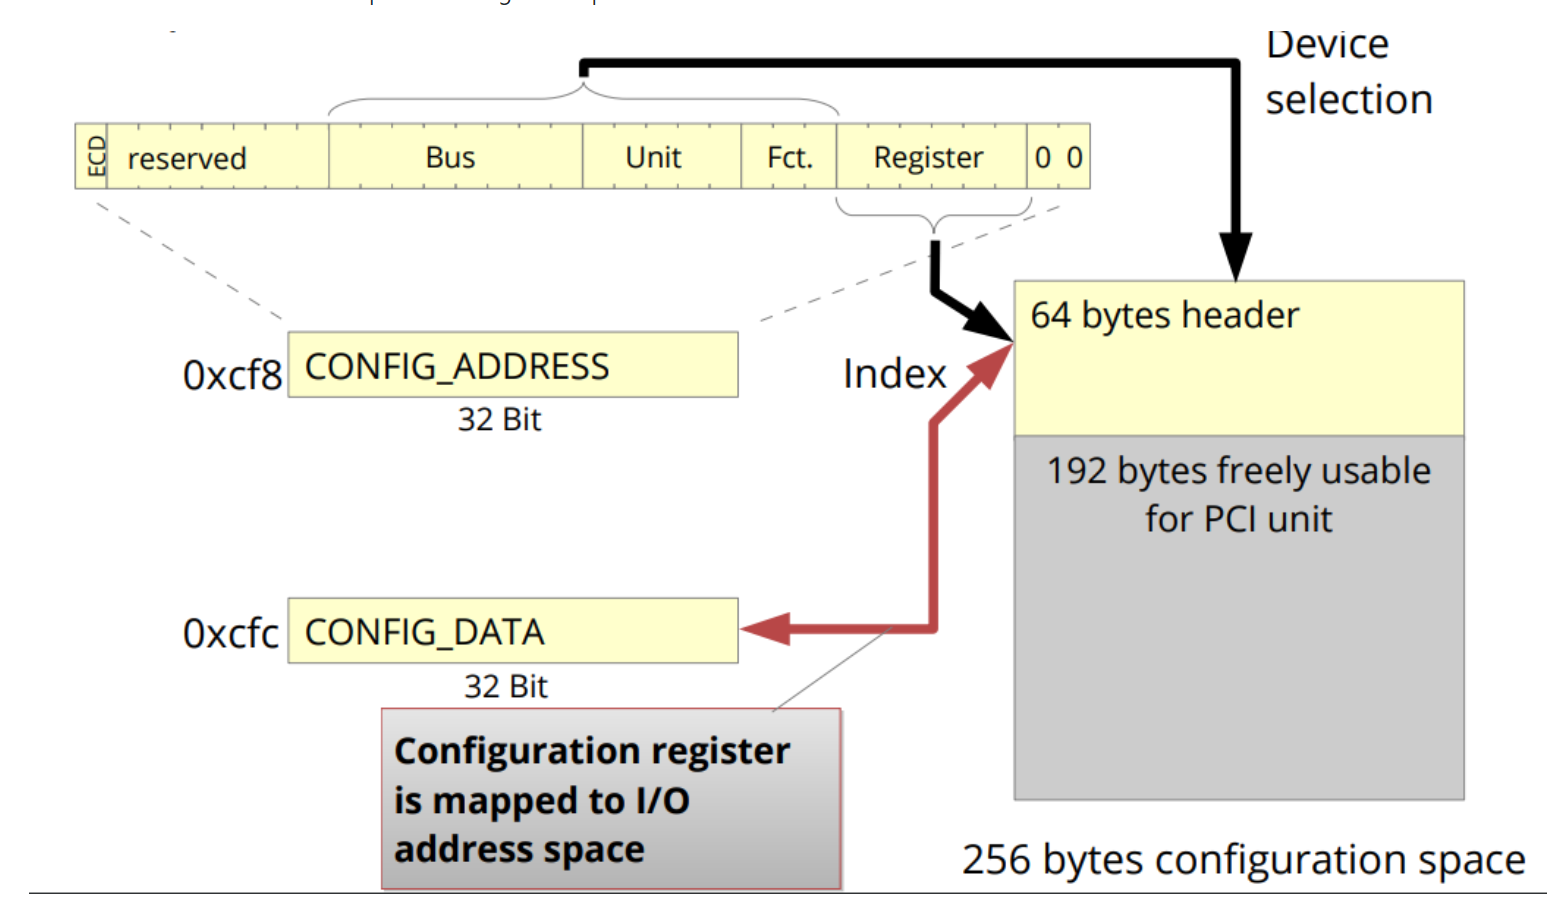 Device
selection
ECD reserved Bus Unit Fct. Register 0 0
64 bytes header
0xcf8 CONFIG_ADDRESS
Index
32 Bit
192 bytes freely usable
for PCI unit
0xcfc CONFIG_DATA
32 Bit
Configuration register
is mapped to I/O
address space
256 bytes configuration space